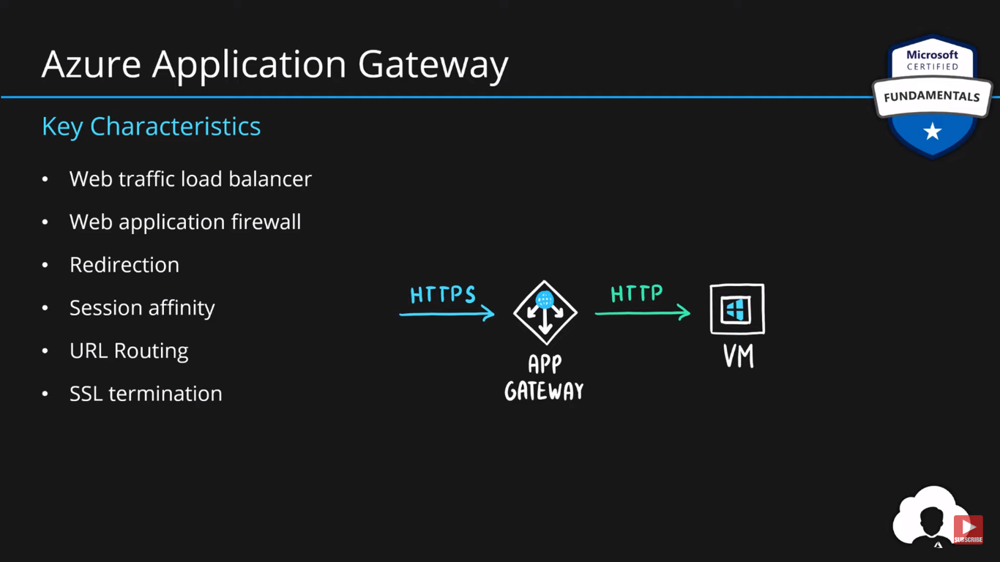 Azure Application Gateway
Microsoft
CERTIFIED
FUNDAMENTALS
Key Characteristics
• Web traffic load balancer
• Web application firewall
• Redirection
• Session affinity
• URL Routing
• SSL termination
HTTPS
HTTP
APP
GATEWAY
VM
SUBSCRIBE